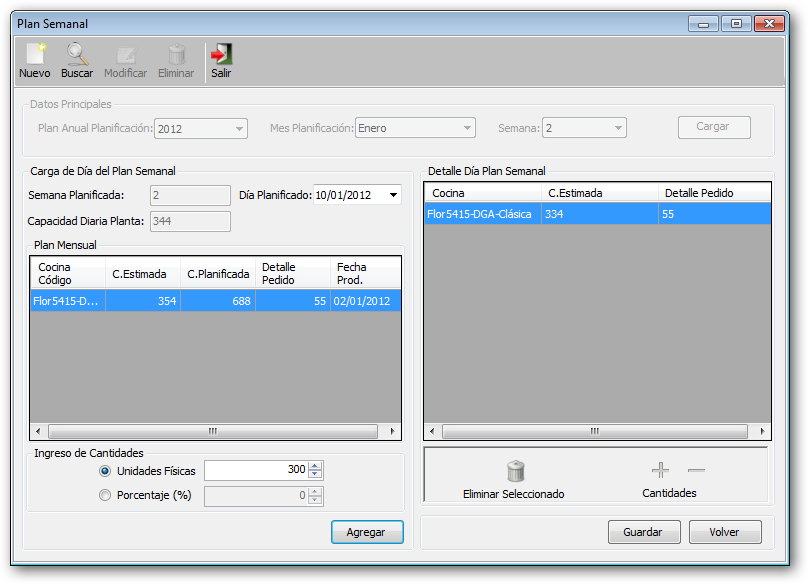 Plan Semanal
Nuevo Buscar Modificar Eliminar Salir
Datos Principales
Plan Anual Planificación: 2012 Mes Planificación: Enero Semana: 2 Cargar
Carga de Día del Plan Semanal
Semana Planificada: 2 Día Planificado: 10/01/2012
Capacidad Diaria Planta: 344
Plan Mensual
Cocina Código C.Estimada C.Planificada Detalle Pedido Fecha Prod.
Flor5415-D... 354 688 55 02/01/2012
Ingreso de Cantidades
Unidades Físicas 300
Porcentaje (%) 0
Agregar
Detalle Día Plan Semanal
Cocina C.Estimada Detalle Pedido
Flor5415-DGA-Clásica 334 55
Eliminar Seleccionado Cantidades
Guardar Volver